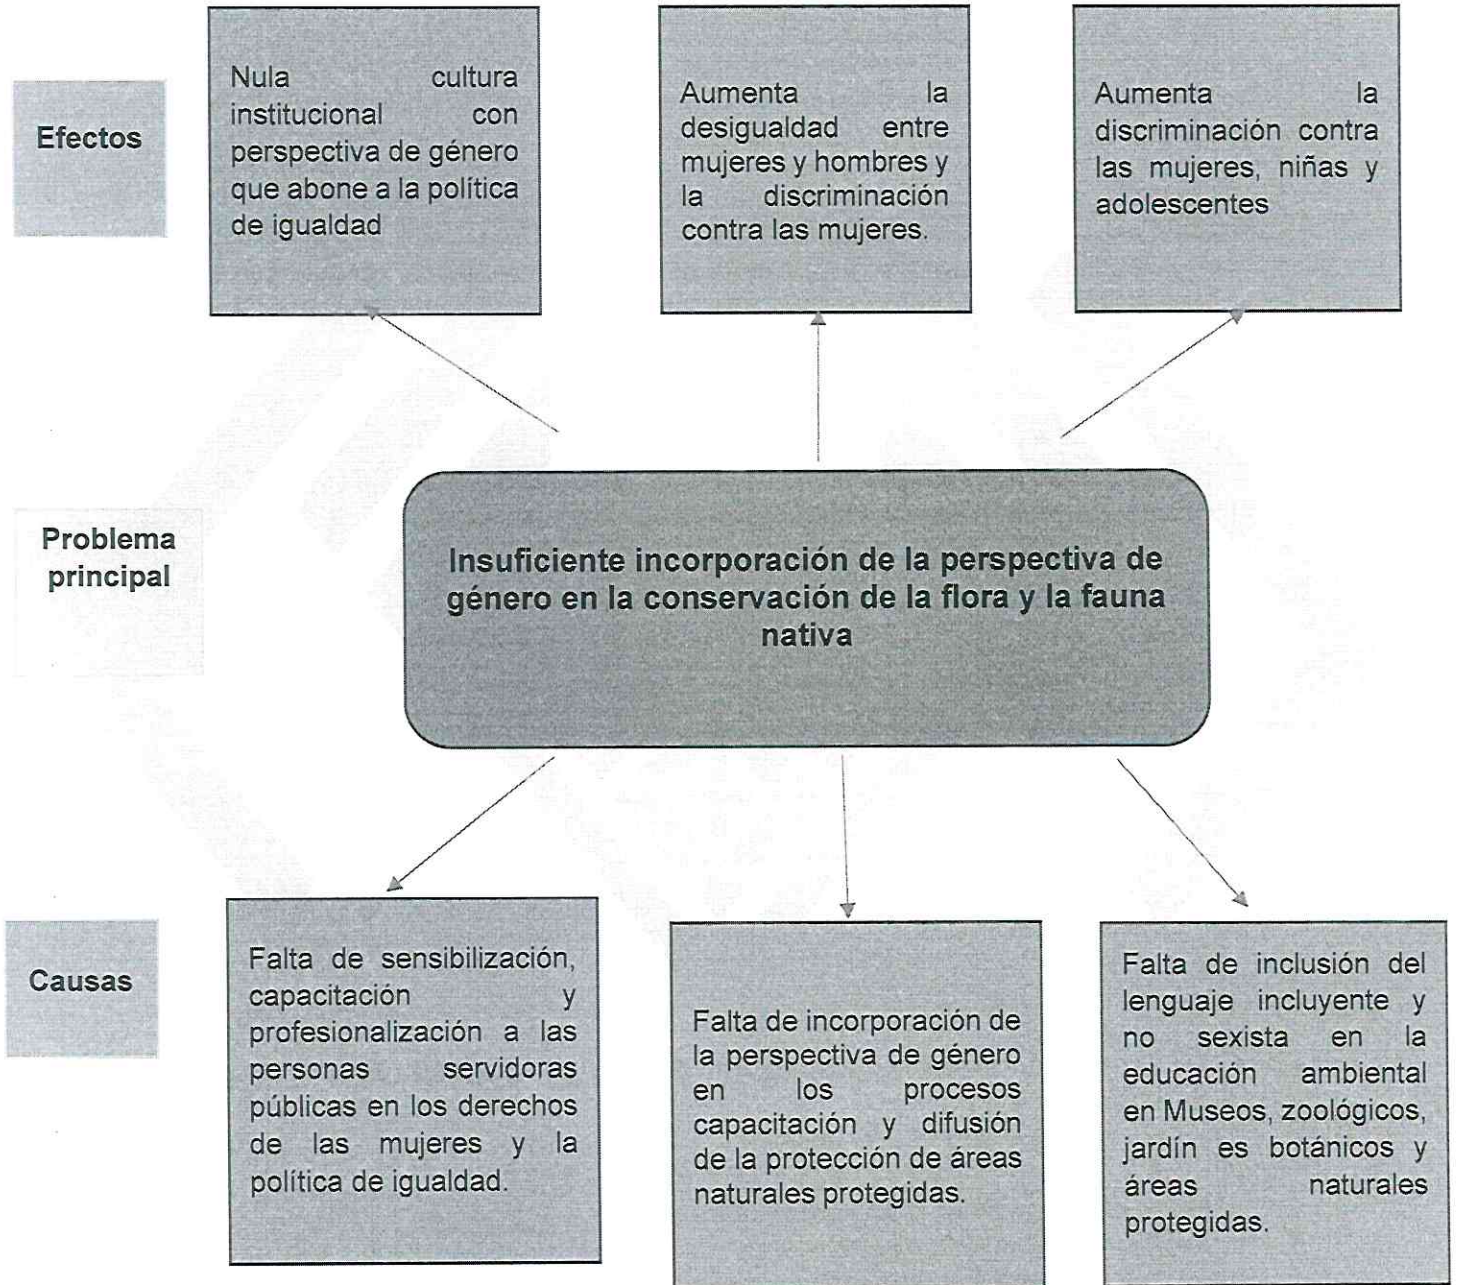 Efectos
Nula cultura
institucional con
perspectiva de género
que abone a la política
de igualdad
Aumenta la
desigualdad entre
mujeres y hombres y
la discriminación
contra las mujeres.
Aumenta la
discriminación contra
las mujeres, niñas y
adolescentes
Problema
principal
Insuficiente incorporación de la perspectiva de
género en la conservación de la flora y la fauna
nativa
Causas
Falta de sensibilización,
capacitación y
profesionalización a las
personas servidoras
públicas en los derechos
de las mujeres y la
política de igualdad.
Falta de incorporación de
la perspectiva de género
en los procesos
capacitación y difusión
de la protección de áreas
naturales protegidas.
Falta de inclusión del
lenguaje incluyente y
no sexista en la
educación ambiental
en Museos, zoológicos,
jardín es botánicos y
áreas naturales
protegidas.